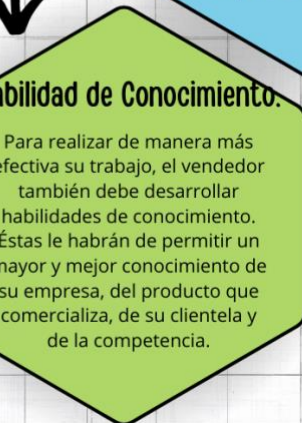 abilidad de Conocimiento.
Para realizar de manera más
efectiva su trabajo, el vendedor
también debe desarrollar
habilidades de conocimiento.
Éstas le habrán de permitir un
mayor y mejor conocimiento de
su empresa, del producto que
comercializa, de su clientela y
de la competencia.